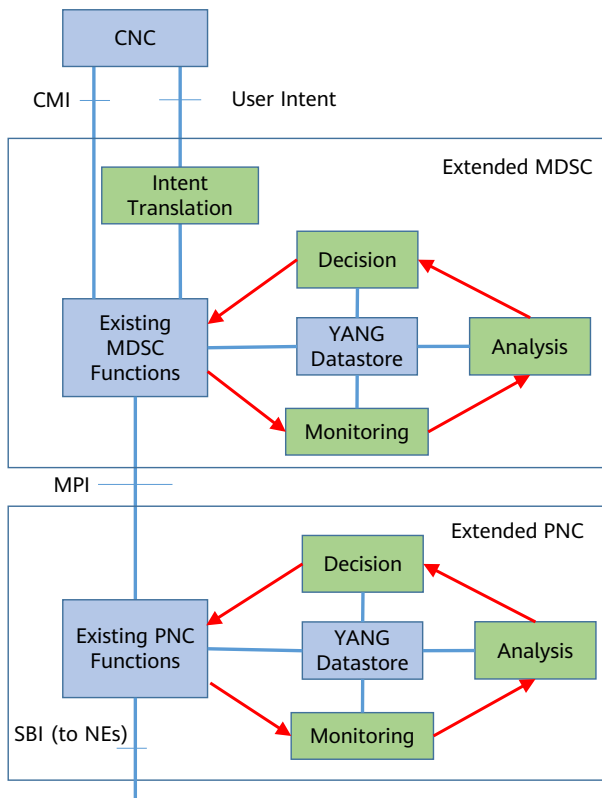 CNC
CMI
User Intent
Extended MDSC
Intent
Translation
Decision
Existing
MDSC
Functions
YANG
Datastore
Analysis
Monitoring
MPI
Extended PNC
Decision
Existing PNC
Functions
YANG
Datastore
Analysis
Monitoring
SBI (to NEs)